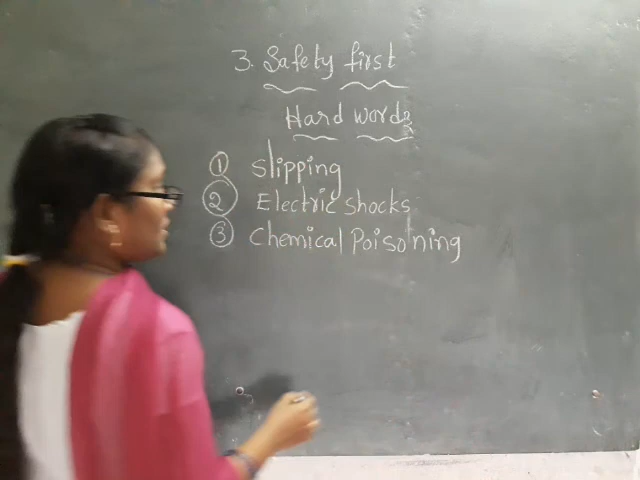 3. Safety first
Hard words
① Slipping
② Electric shocks
③ Chemical Poisoning